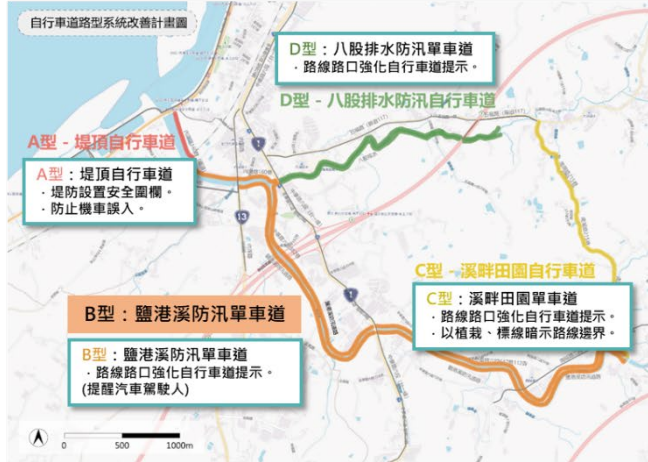 自行車道路型系統改善計畫圖
D型：八股排水防汛單車道
· 路線路口強化自行車道提示。
D型 - 八股排水防汛自行車道
A型 - 堤頂自行車道
A型：堤頂自行車道
· 堤防設置安全圍欄。
· 防止機車誤入。
1
13
C型 - 溪畔田園自行車道
C型：溪畔田園單車道
· 路線路口強化自行車道提示。
· 以植栽、標線暗示路線邊界。
1
B型：鹽港溪防汛單車道
B型：鹽港溪防汛單車道
· 路線路口強化自行車道提示。
(提醒汽車駕駛人)
0 500 1000m